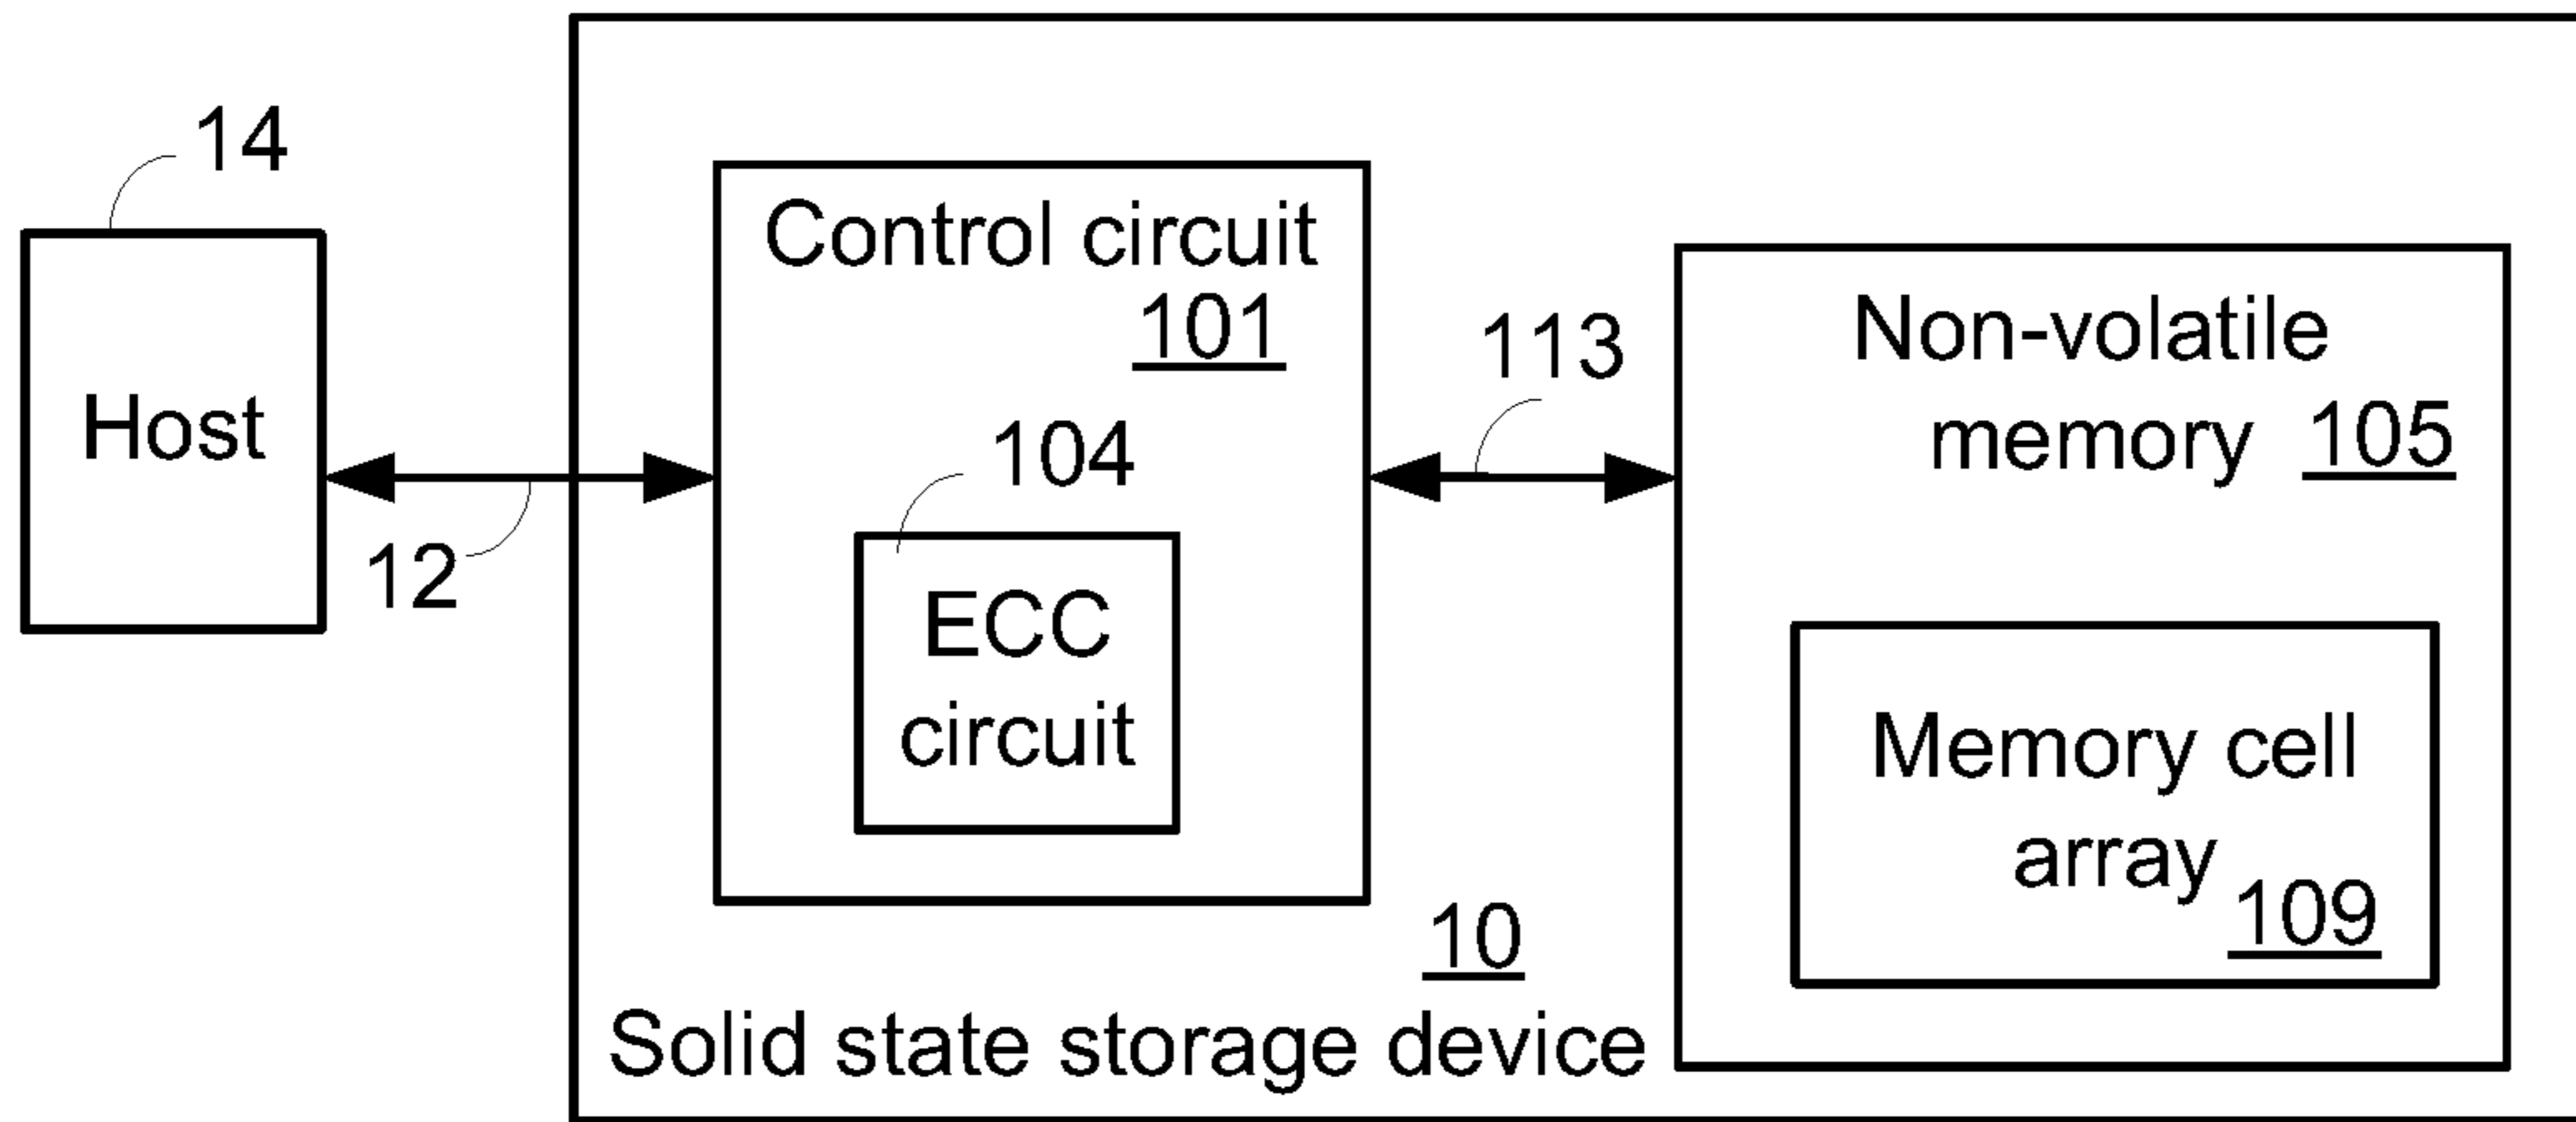 14
Host
12
Control circuit
101
104
ECC
circuit
113
Non-volatile
memory 105
Memory cell
array
109
10
Solid state storage device